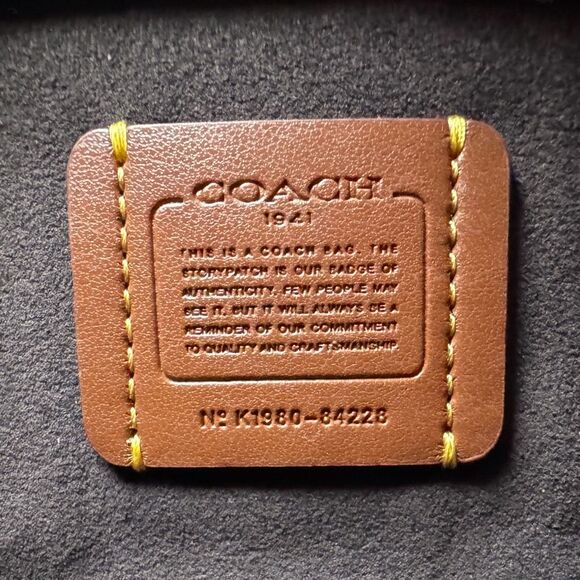 COACH
1941
THIS IS A COACH BAG. THE
STORYPATCH IS OUR BADGE OF
AUTHENTICITY. FEW PEOPLE MAY
SEE IT. BUT IT WILL ALWAYS BE A
REMINDER OF OUR COMMITMENT
TO QUALITY AND CRAFTSMANSHIP.
Nº K1980-84228